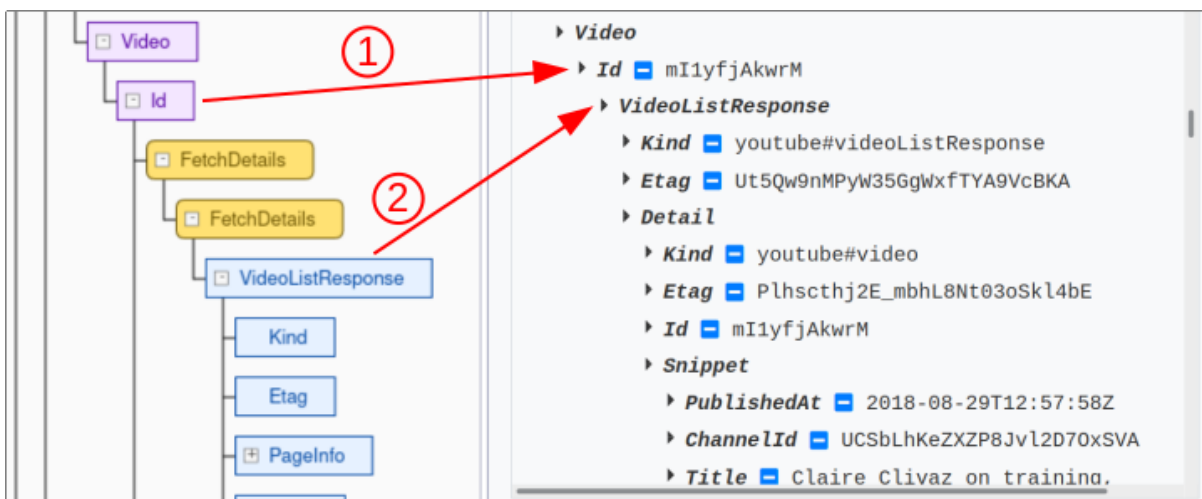 Video
Id
FetchDetails
FetchDetails
VideoListResponse
Kind
Etag
PageInfo
1
2
Video
Id mI1yfjAkwrM
VideoListResponse
Kind youtube#videoListResponse
Etag Ut5Qw9nMPyW35GgWxfTYA9VcBKA
Detail
Kind youtube#video
Etag Plhscthj2E_mbhL8Nt03oSkl4bE
Id mI1yfjAkwrM
Snippet
PublishedAt 2018-08-29T12:57:58Z
ChannelId UCSbLhKeZXZP8Jvl2D7OxSVA
Title Claire Clivaz on training,